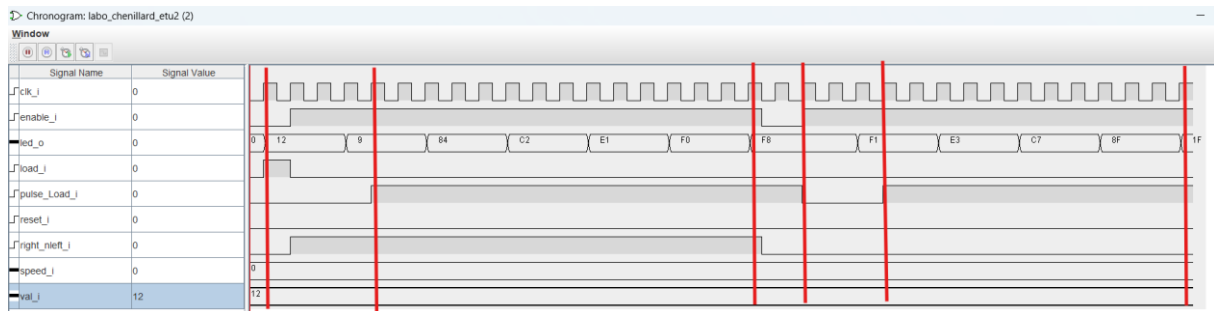 Chronogram: labo_chenillard_etu2 (2)
Window
Signal Name Signal Value
clk_i 0
enable_i 0
led_o 0 0 12 9 84 C2 E1 F0 F8 F1 E3 C7 8F 1F
load_i 0
pulse_Load_i 0
reset_i 0
right_nleft_i 0
speed_i 0 0
val_i 12 12